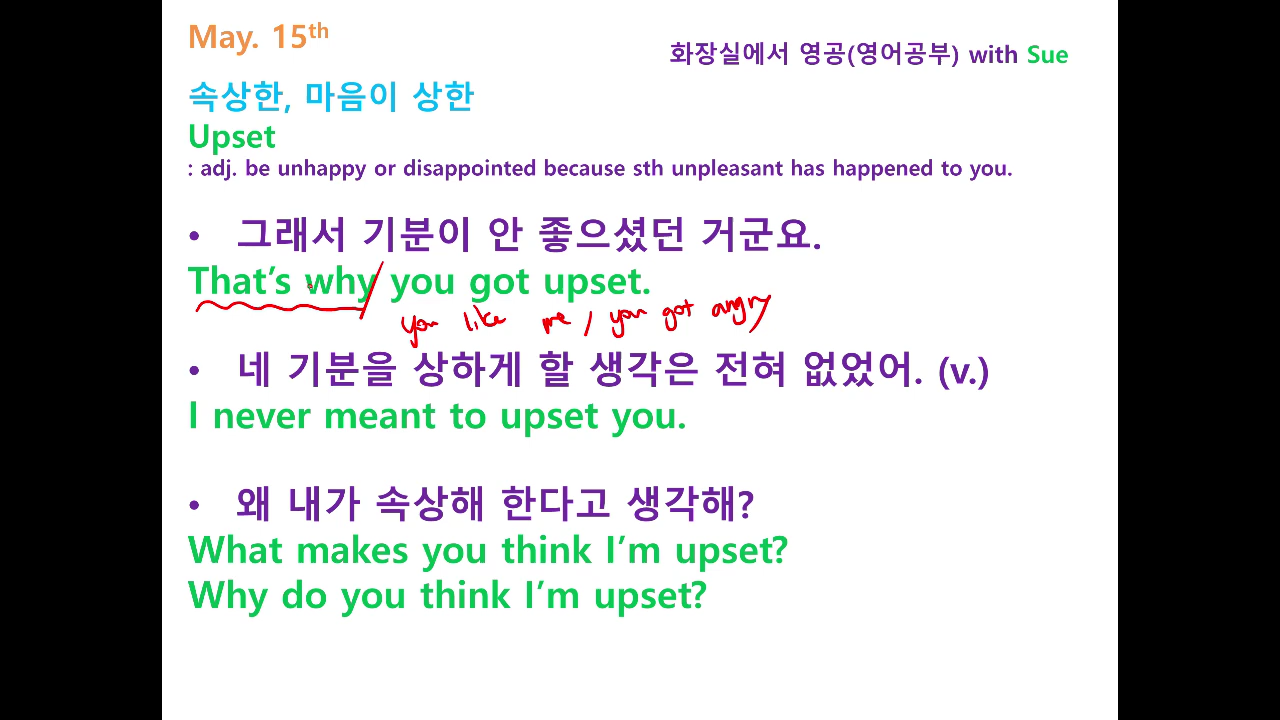 May. 15th
화장실에서 영공(영어공부) with Sue
속상한, 마음이 상한
Upset
: adj. be unhappy or disappointed because sth unpleasant has happened to you.
• 그래서 기분이 안 좋으셨던 거군요.
That's why you got upset.
you like me / you got angry
• 네 기분을 상하게 할 생각은 전혀 없었어. (v.)
I never meant to upset you.
• 왜 내가 속상해 한다고 생각해?
What makes you think I'm upset?
Why do you think I'm upset?